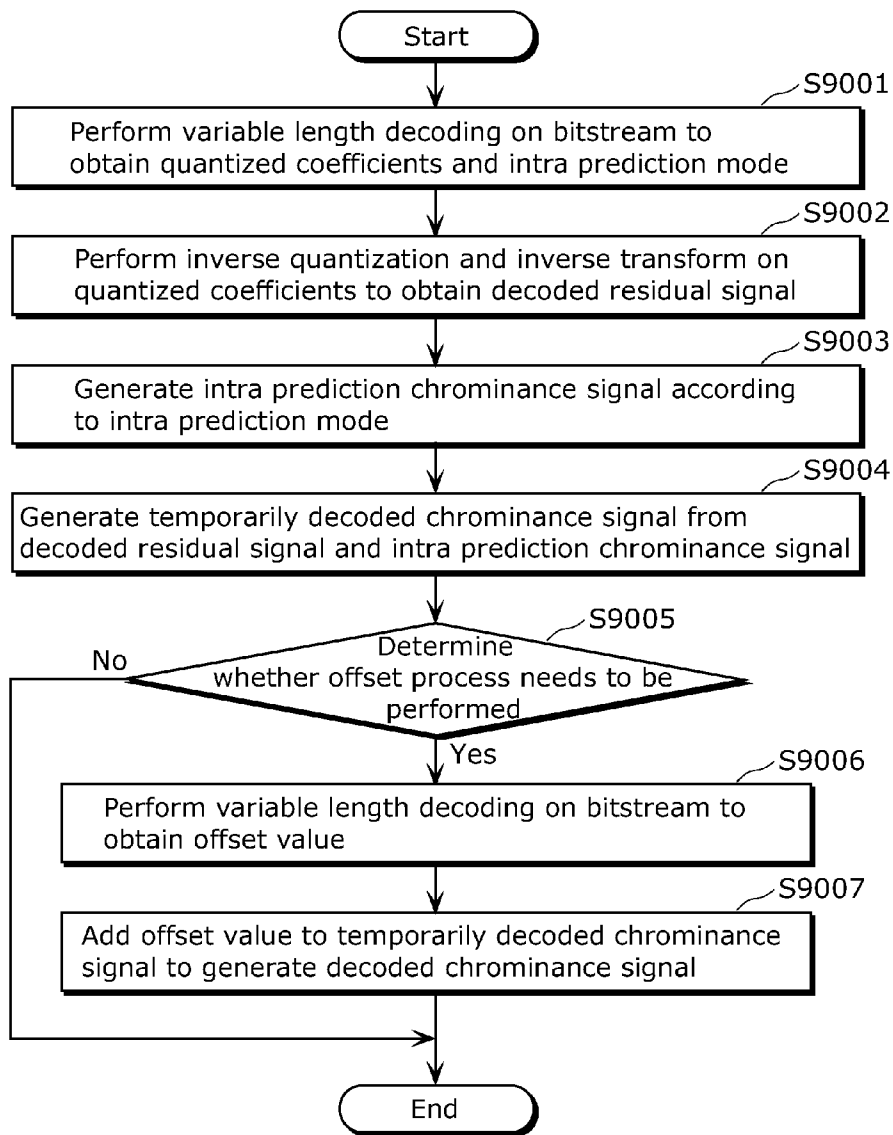 Start
S9001
Perform variable length decoding on bitstream to
obtain quantized coefficients and intra prediction mode
S9002
Perform inverse quantization and inverse transform on
quantized coefficients to obtain decoded residual signal
S9003
Generate intra prediction chrominance signal according
to intra prediction mode
S9004
Generate temporarily decoded chrominance signal from
decoded residual signal and intra prediction chrominance signal
S9005
Determine
whether offset process needs to be
performed
No
Yes
S9006
Perform variable length decoding on bitstream to
obtain offset value
S9007
Add offset value to temporarily decoded chrominance
signal to generate decoded chrominance signal
End